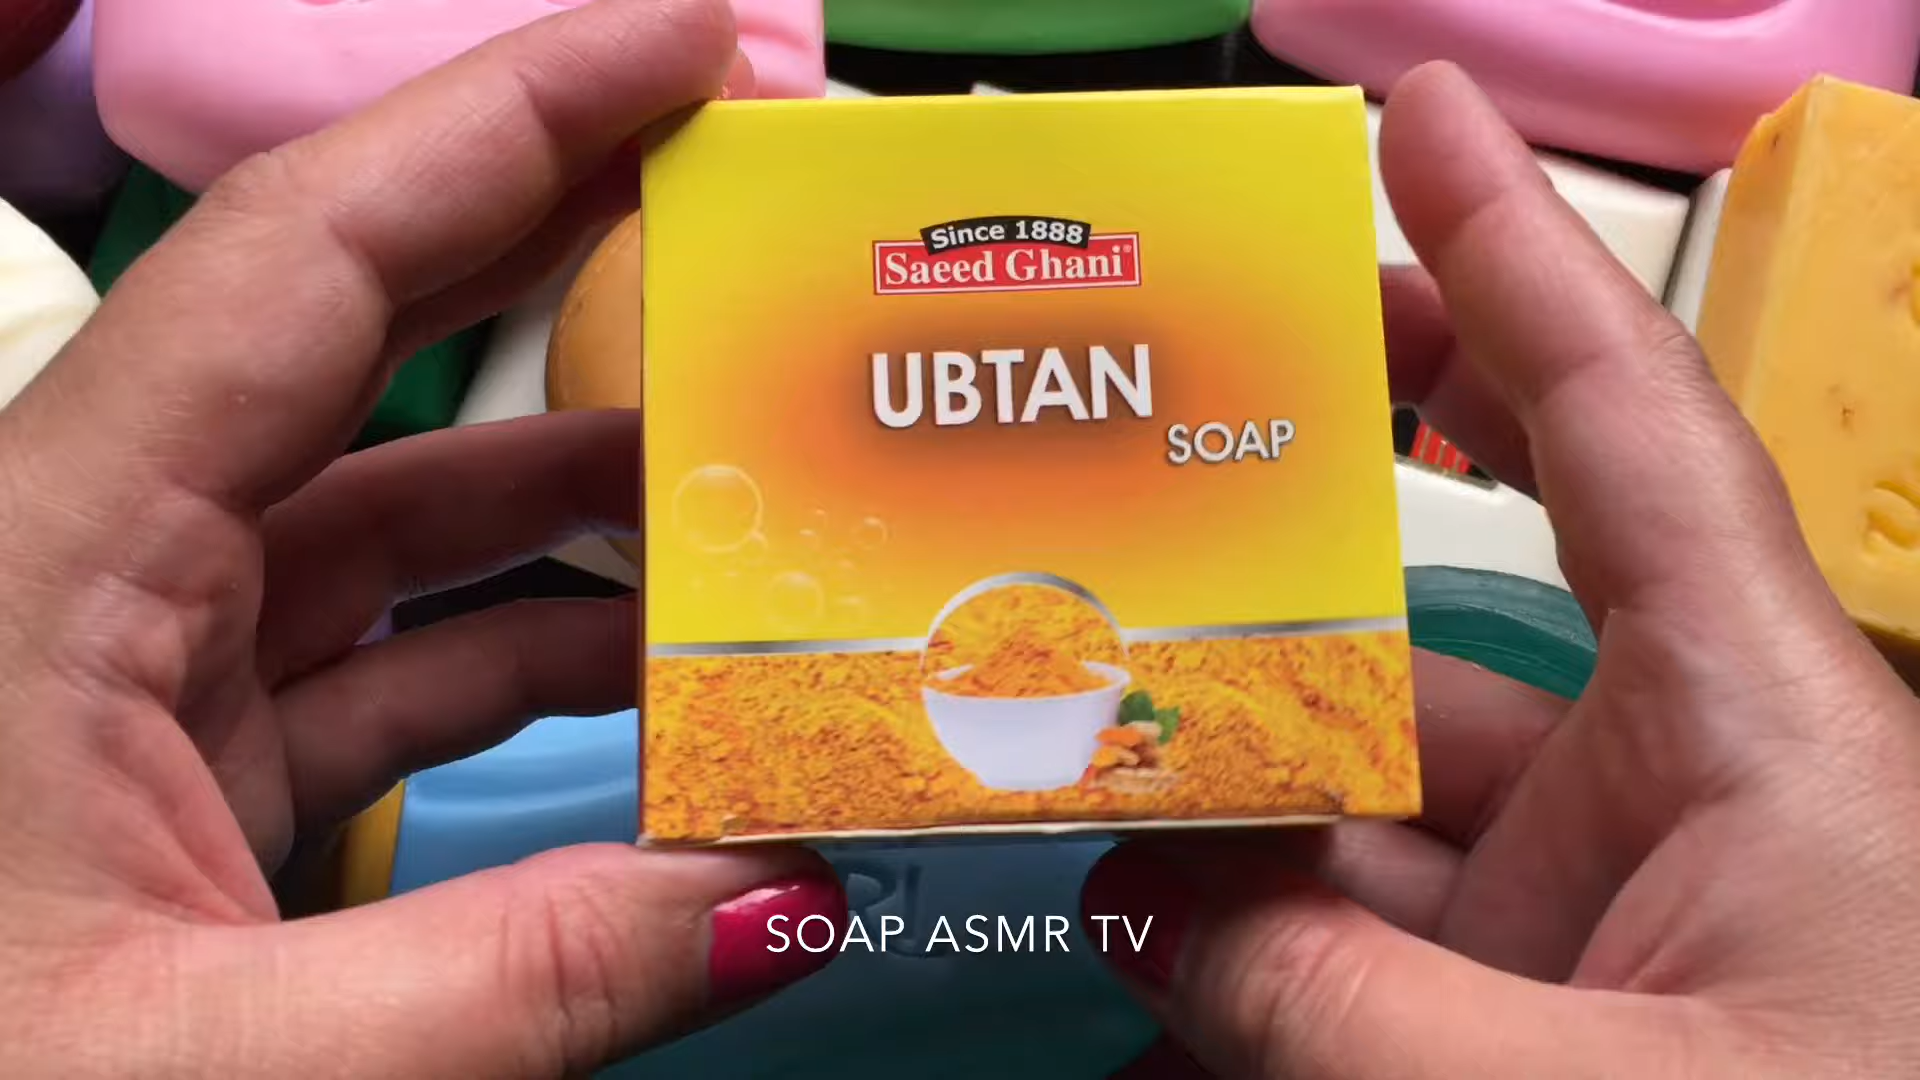 Since 1888
Saeed Ghani®
UBTAN
SOAP
SOAP ASMR TV